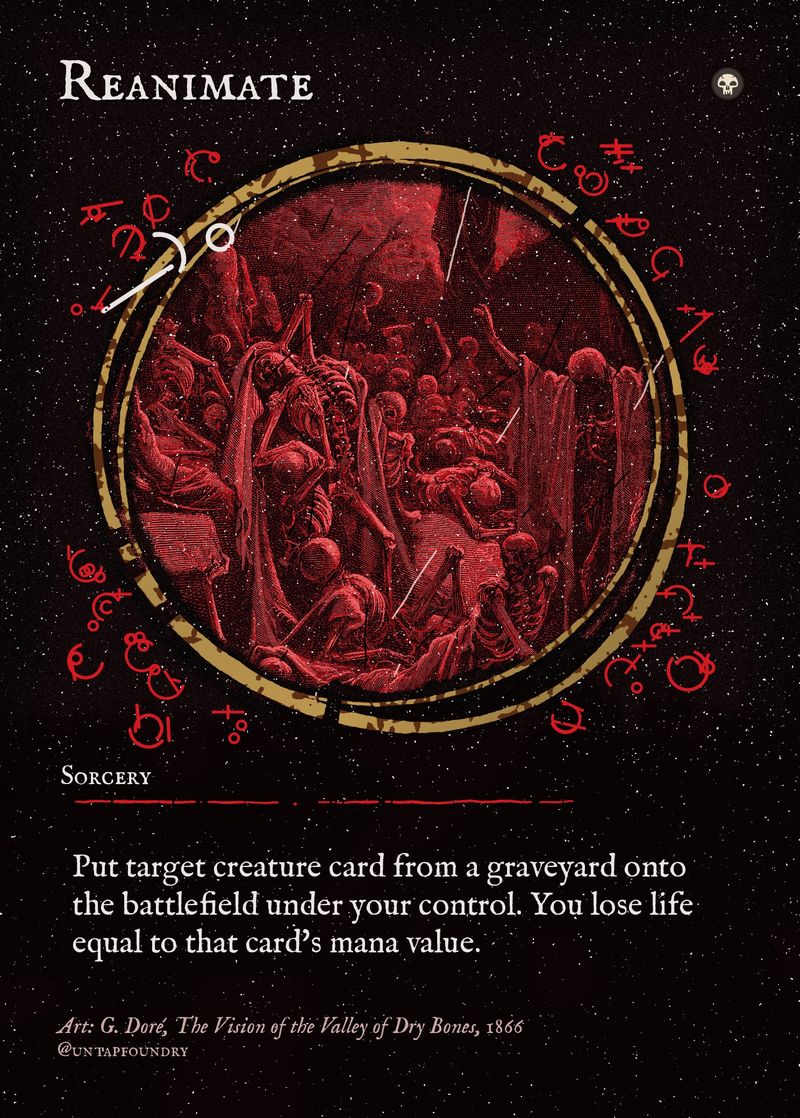 Reanimate
Sorcery
Put target creature card from a graveyard onto
the battlefield under your control. You lose life
equal to that card's mana value.
Art: G. Doré, The Vision of the Valley of Dry Bones, 1866
@untapfoundry